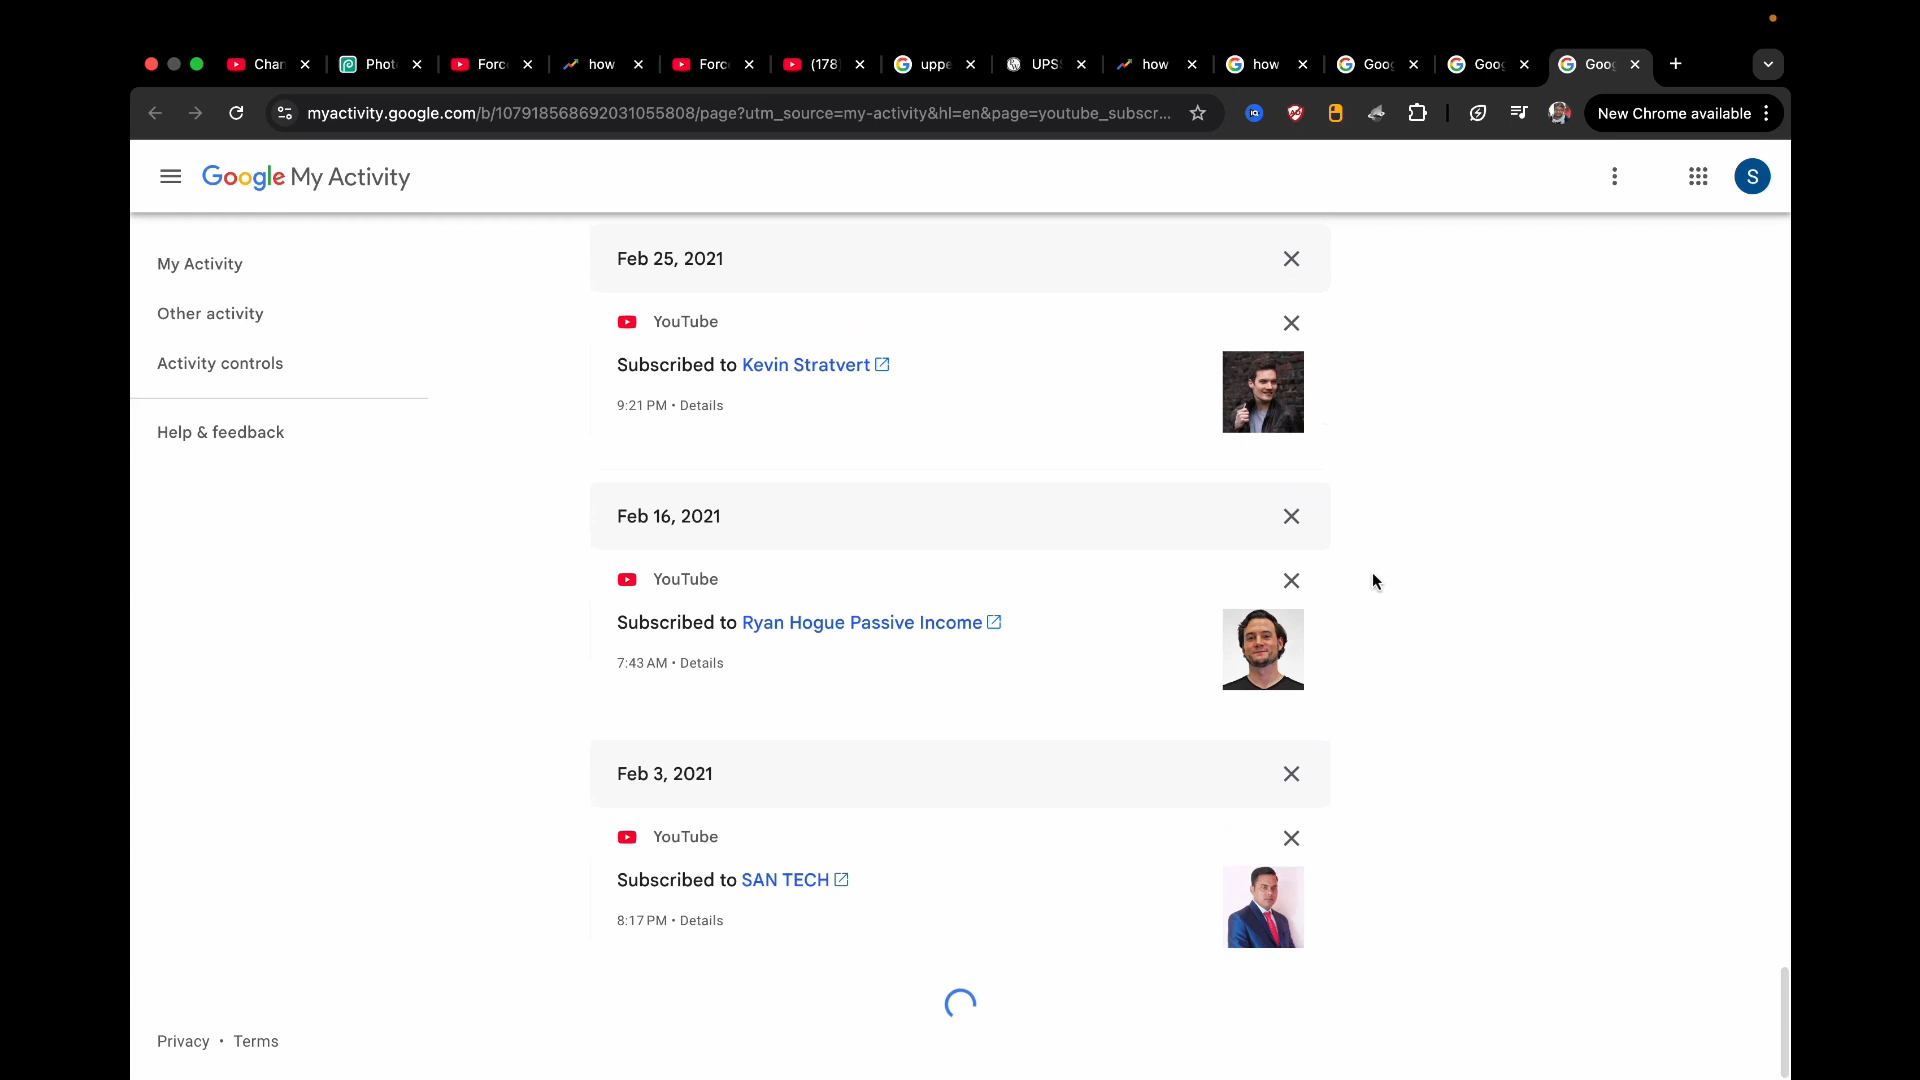 Chan
Phot
Forc
how
Forc
(178
uppe
UPS
how
how
Goog
Goog
Goog
myactivity.google.com/b/107918568692031055808/page?utm_source=my-activity&hl=en&page=youtube_subscr...
New Chrome available
Google My Activity
S
My Activity
Other activity
Activity controls
Help & feedback
Feb 25, 2021
YouTube
Subscribed to Kevin Stratvert
9:21 PM • Details
Feb 16, 2021
YouTube
Subscribed to Ryan Hogue Passive Income
7:43 AM • Details
Feb 3, 2021
YouTube
Subscribed to SAN TECH
8:17 PM • Details
Privacy • Terms